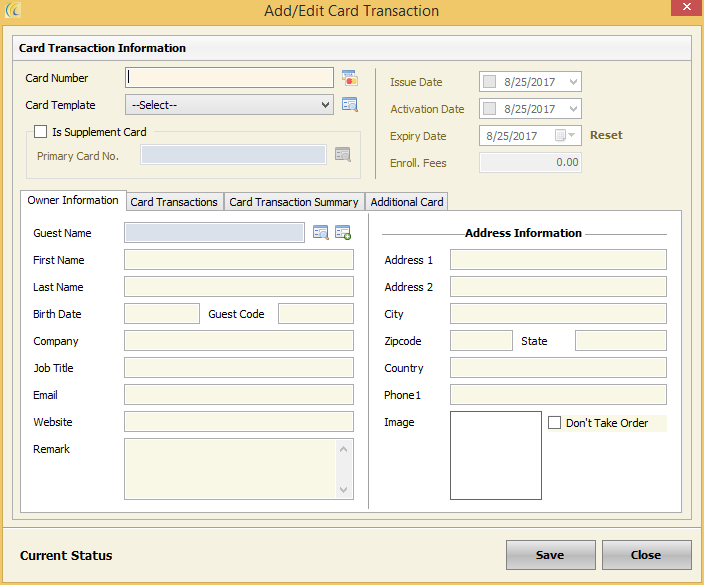 Add/Edit Card Transaction
Card Transaction Information
Card Number
Card Template --Select--
Is Supplement Card
Primary Card No.
Issue Date 8/25/2017
Activation Date 8/25/2017
Expiry Date 8/25/2017 Reset
Enroll. Fees 0.00
Owner Information Card Transactions Card Transaction Summary Additional Card
Guest Name
First Name
Last Name
Birth Date Guest Code
Company
Job Title
Email
Website
Remark
Address Information
Address 1
Address 2
City
Zipcode State
Country
Phone1
Image Don't Take Order
Current Status Save Close